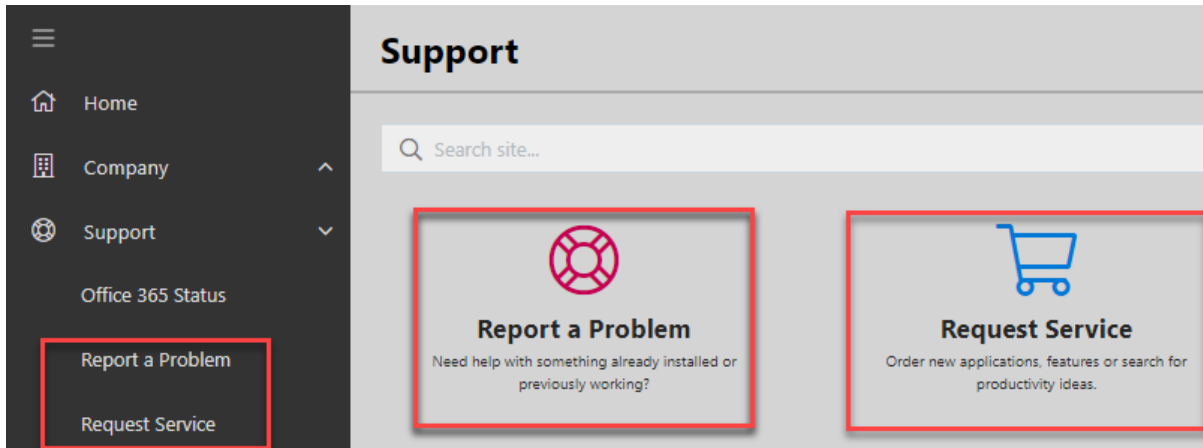 Home
Company
Support
Office 365 Status
Report a Problem
Request Service
Support
Search site...
Report a Problem
Need help with something already installed or
previously working?
Request Service
Order new applications, features or search for
productivity ideas.